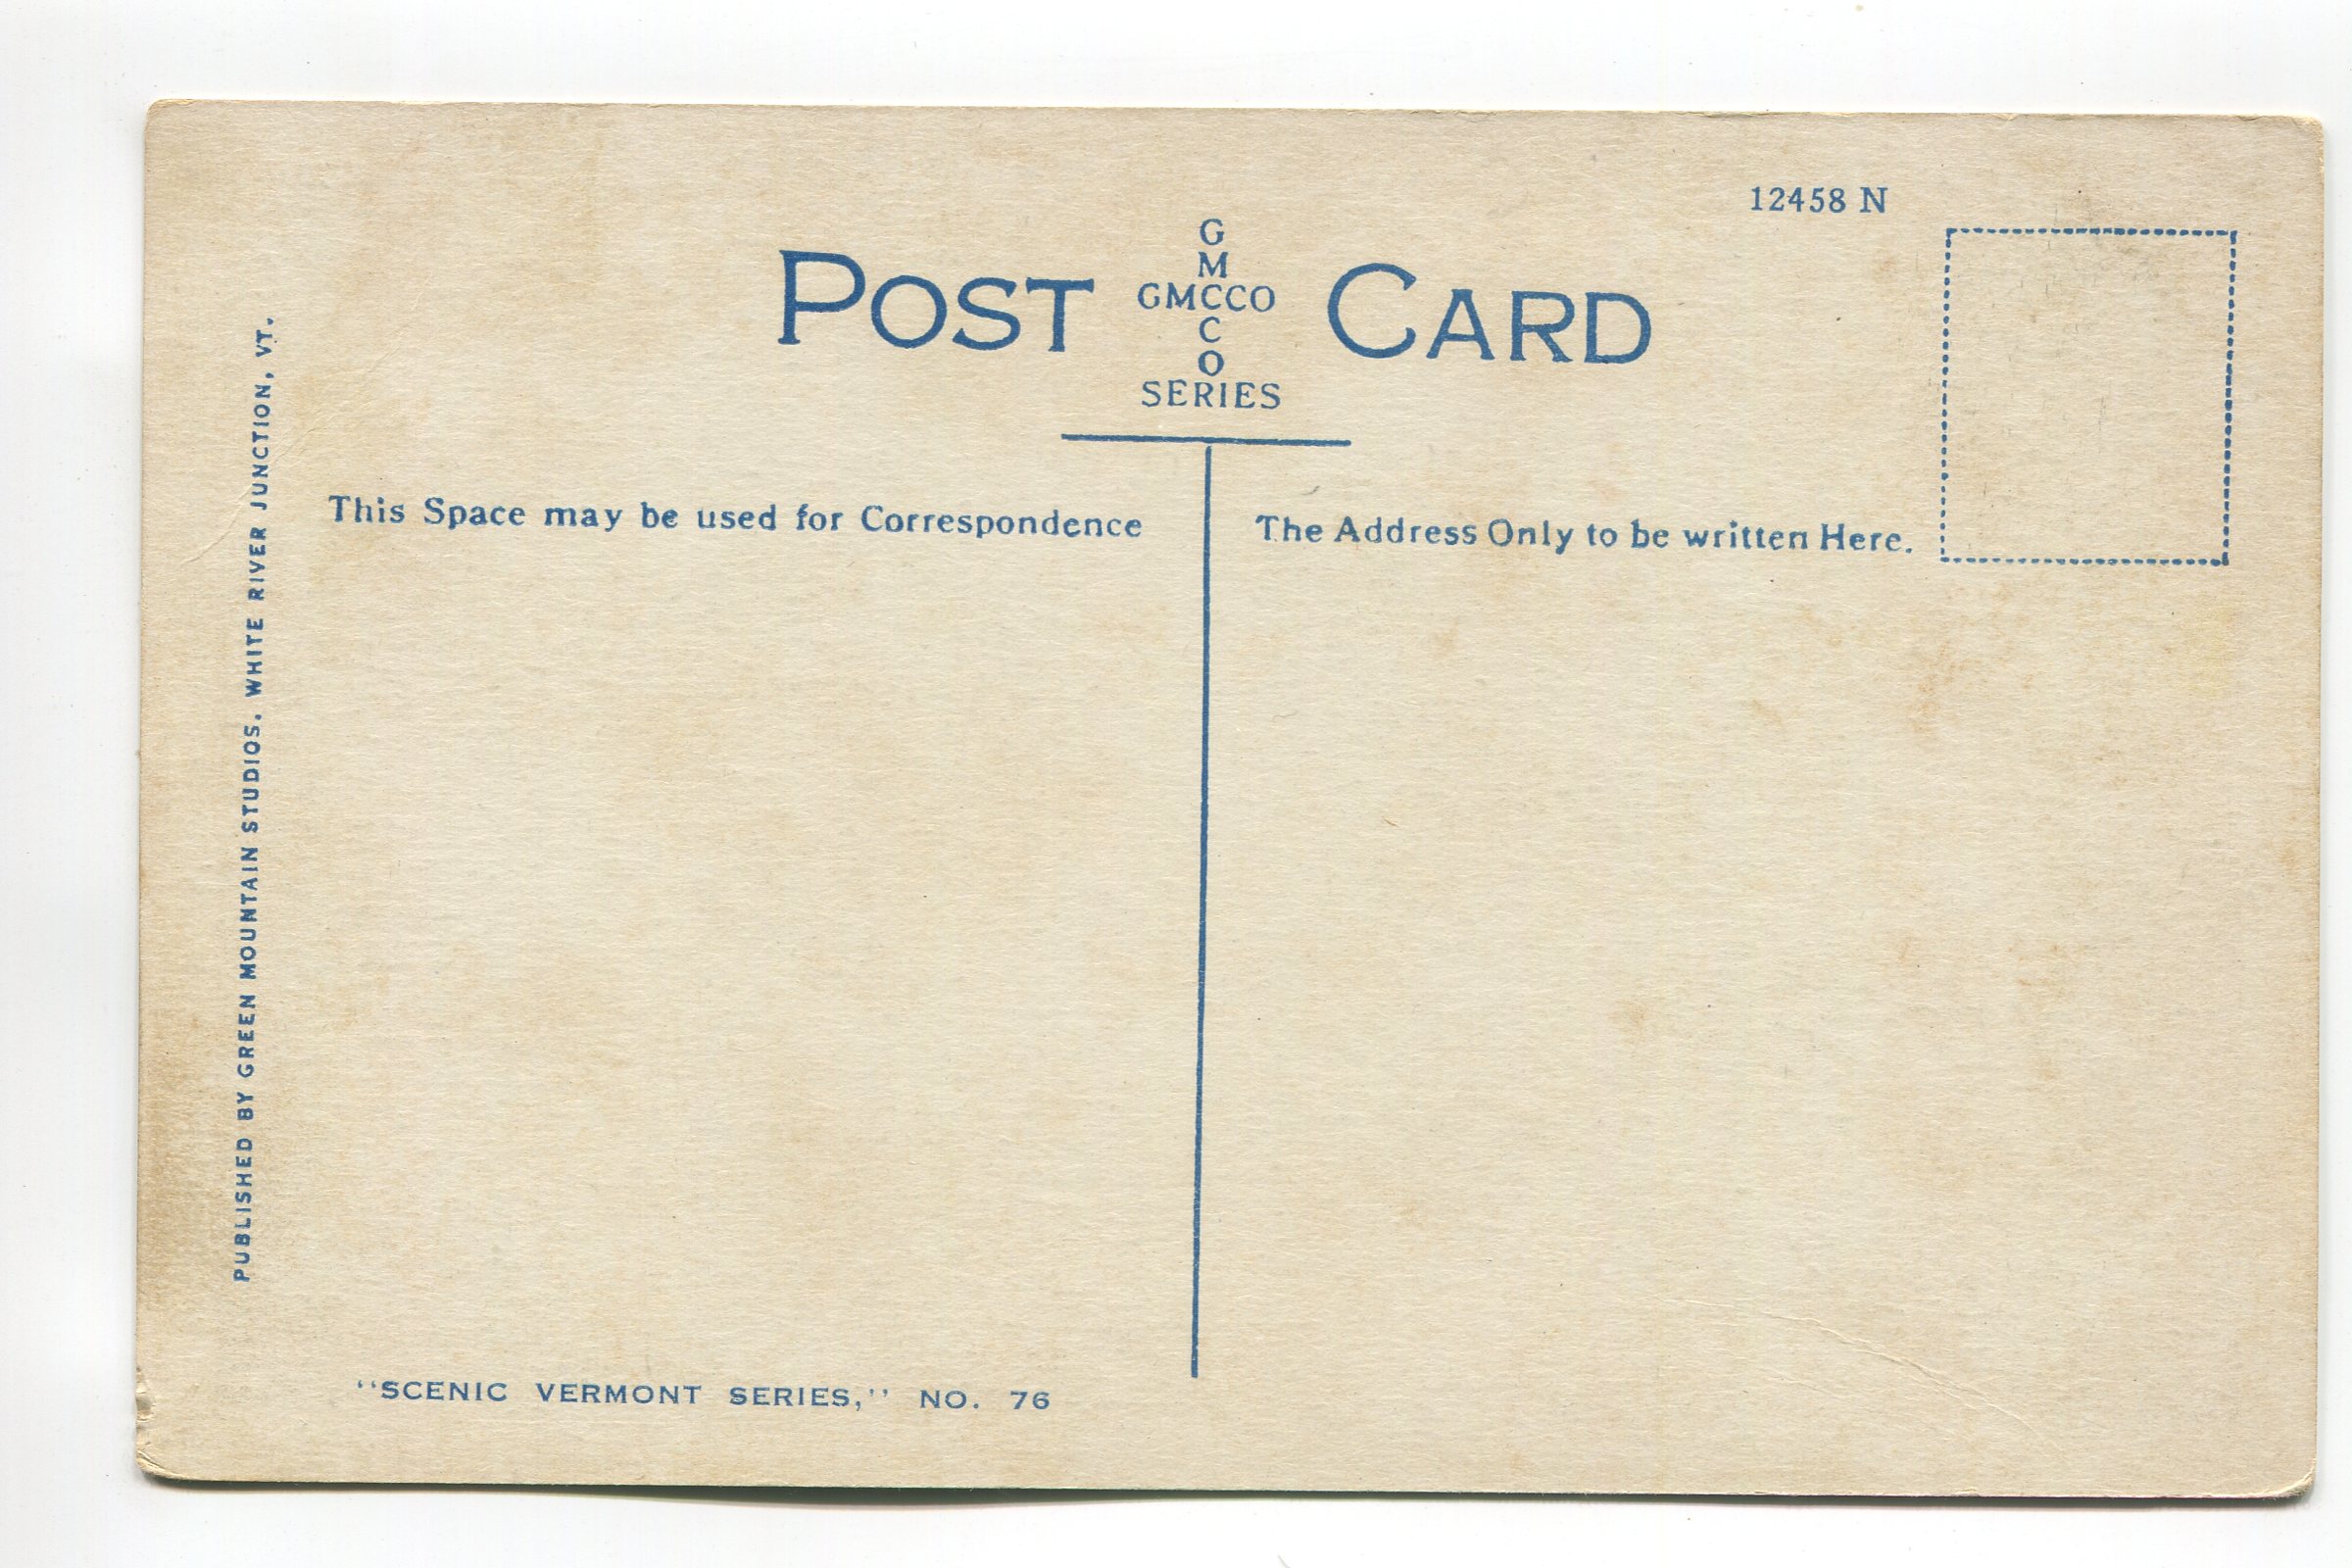 12458 N
POST CARD
G
M
GMCCO
C
O
SERIES
This Space may be used for Correspondence
The Address Only to be written Here.
PUBLISHED BY GREEN MOUNTAIN STUDIOS. WHITE RIVER JUNCTION, VT.
"SCENIC VERMONT SERIES," NO. 76